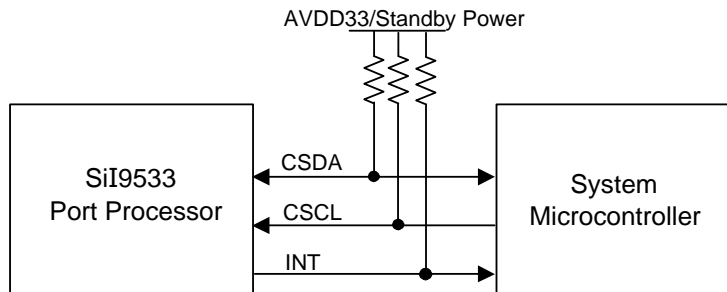 AVDD33/Standby Power
SiI9533
Port Processor
CSDA
CSCL
INT
System
Microcontroller